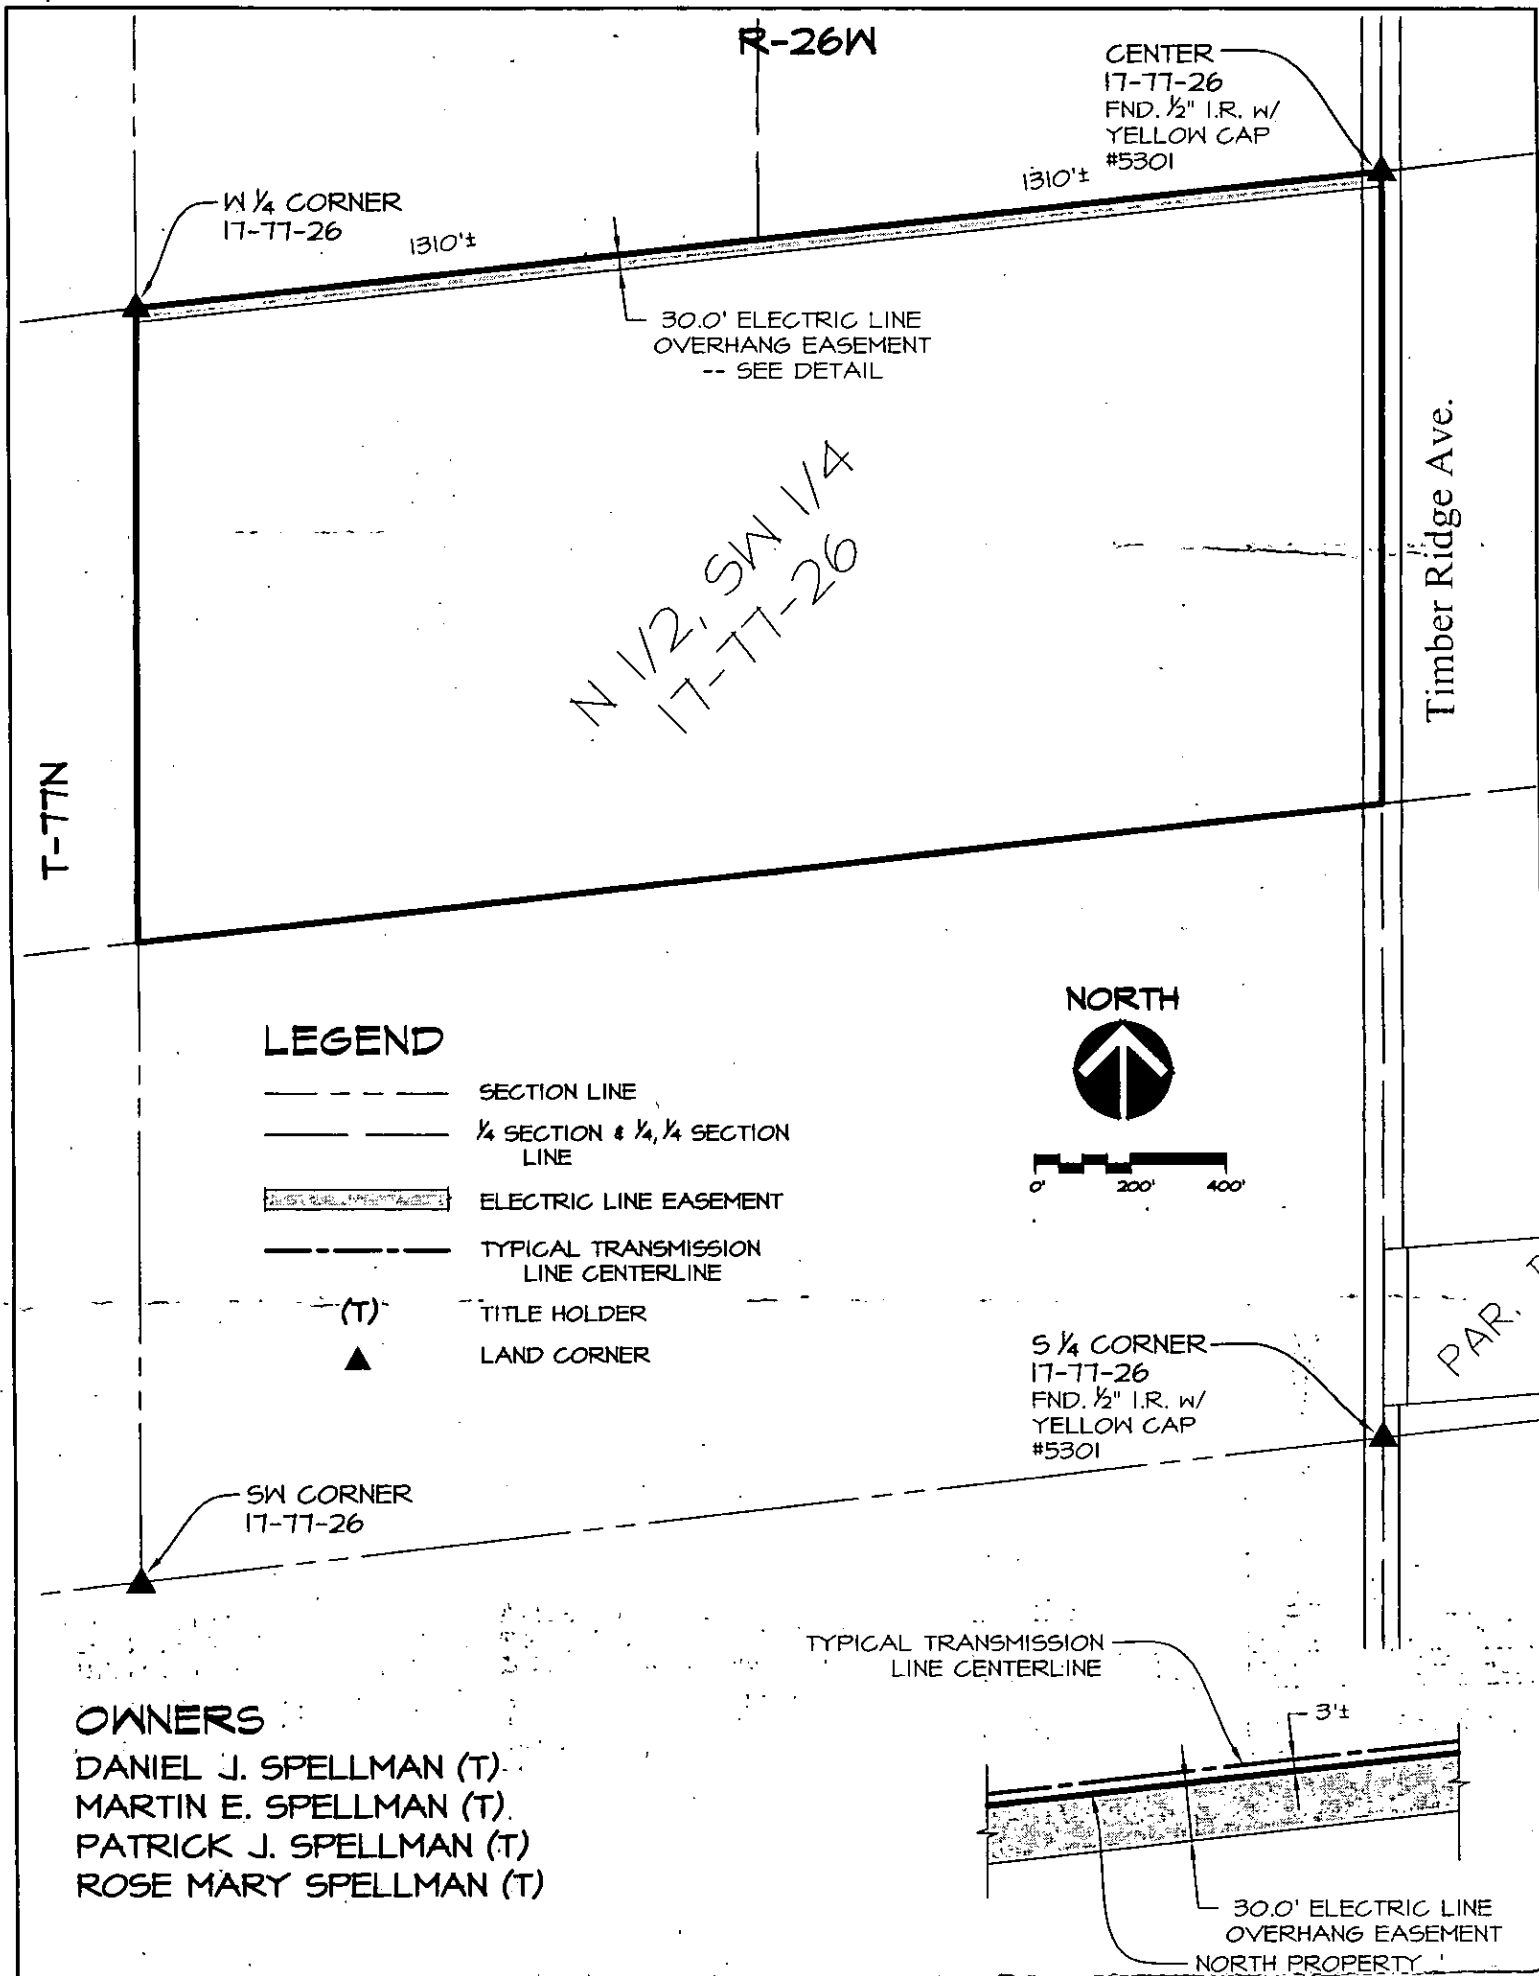 R-26W
CENTER
17-77-26
FND. ½" I.R. W/
YELLOW CAP
#5301
1310'±
W ¼ CORNER
17-77-26
1310'±
30.0' ELECTRIC LINE
OVERHANG EASEMENT
-- SEE DETAIL
N 1/2, SW 1/4
17-77-26
Timber Ridge Ave.
T-77N
NORTH
0' 200' 400'
LEGEND
SECTION LINE
¼ SECTION & ¼, ¼ SECTION
LINE
ELECTRIC LINE EASEMENT
TYPICAL TRANSMISSION
LINE CENTERLINE
(T) TITLE HOLDER
LAND CORNER
PAR.
S ¼ CORNER
17-77-26
FND. ½" I.R. W/
YELLOW CAP
#5301
SW CORNER
17-77-26
TYPICAL TRANSMISSION
LINE CENTERLINE
3'±
OWNERS
DANIEL J. SPELLMAN (T)
MARTIN E. SPELLMAN (T)
PATRICK J. SPELLMAN (T)
ROSE MARY SPELLMAN (T)
30.0' ELECTRIC LINE
OVERHANG EASEMENT
NORTH PROPERTY